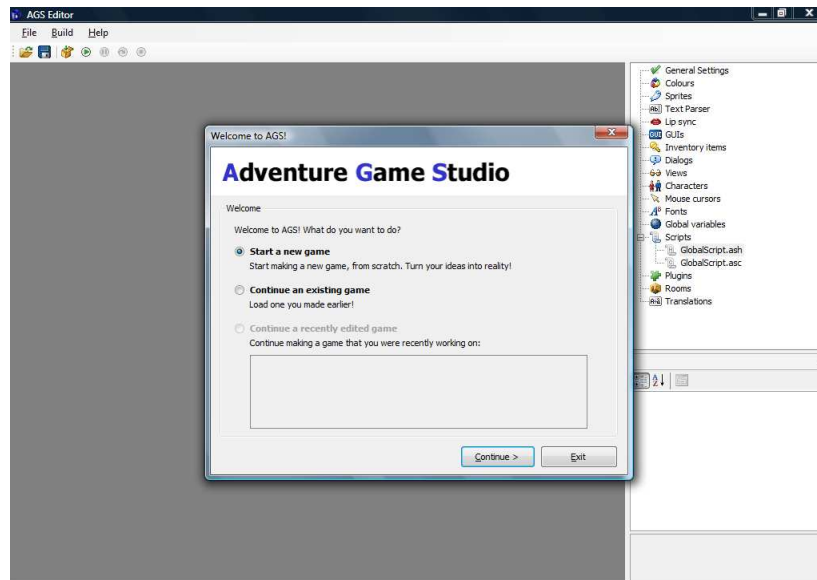 AGS Editor
File Build Help
General Settings
Colours
Sprites
Text Parser
Lip sync
GUIs
Inventory items
Dialogs
Views
Characters
Mouse cursors
Fonts
Global variables
Scripts
GlobalScript.ash
GlobalScript.asc
Plugins
Rooms
Translations
Welcome to AGS!
Adventure Game Studio
Welcome
Welcome to AGS! What do you want to do?
Start a new game
Start making a new game, from scratch. Turn your ideas into reality!
Continue an existing game
Load one you made earlier!
Continue a recently edited game
Continue making a game that you were recently working on:
Continue > Exit